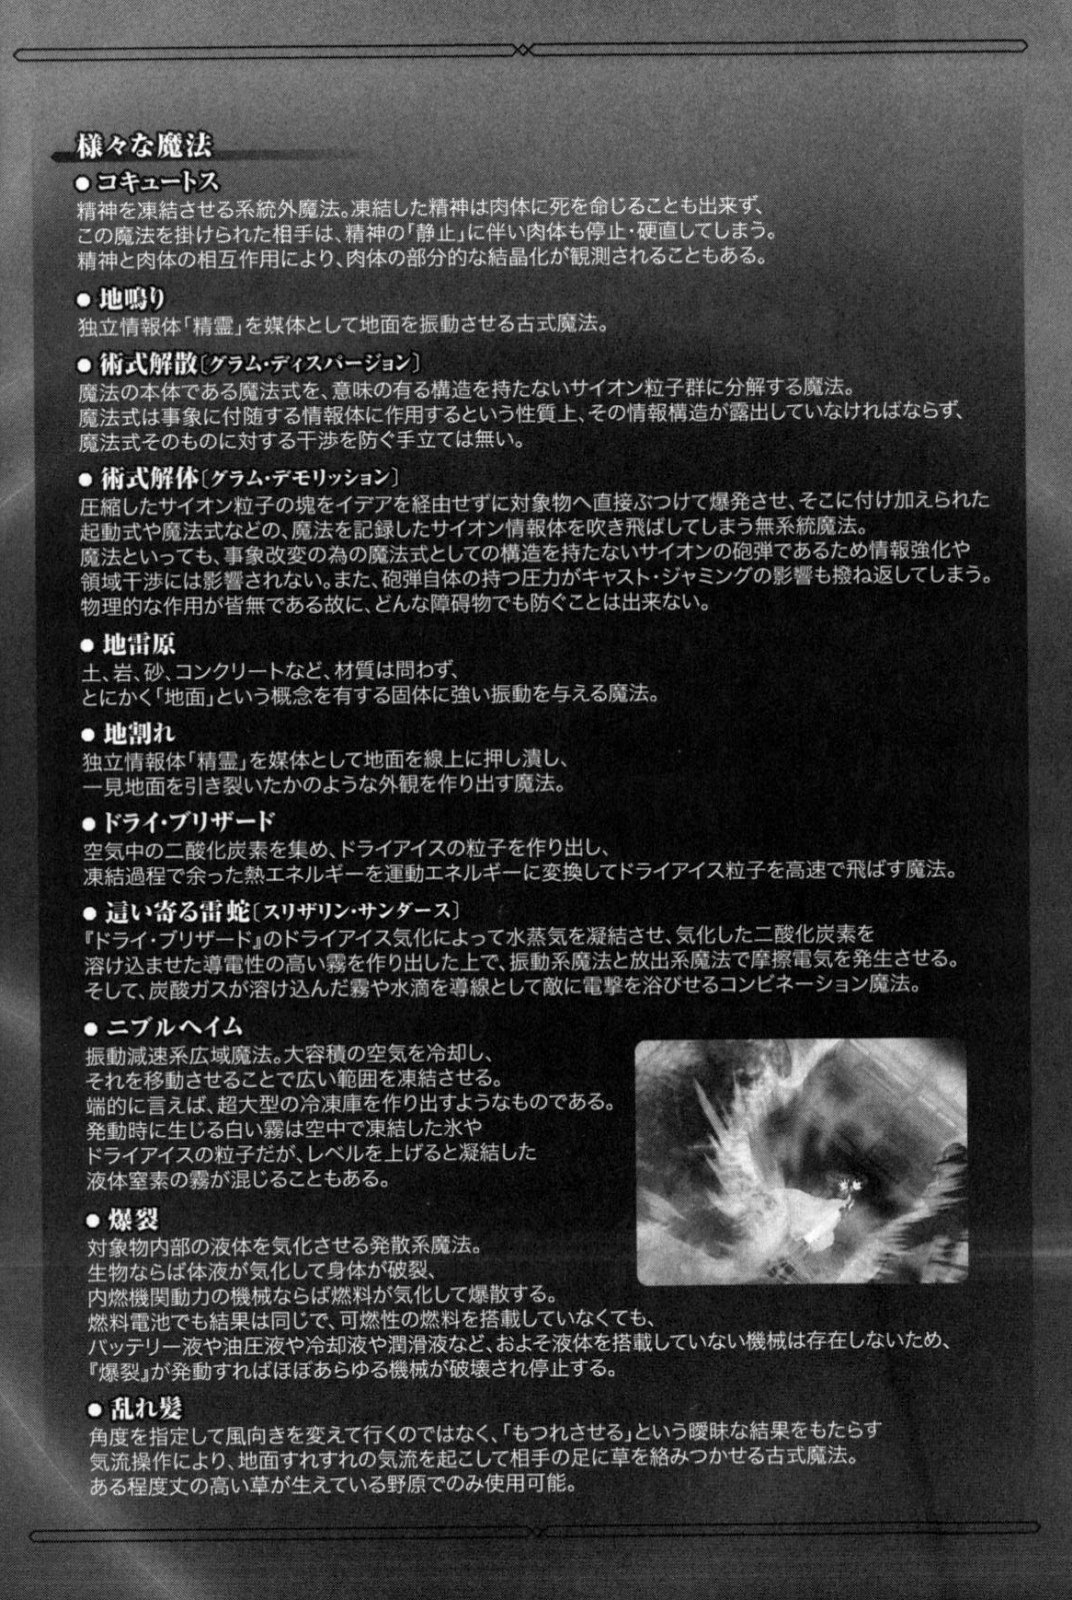 様々な魔法
● コキュートス
精神を凍結させる系統外魔法。凍結した精神は肉体に死を命じることも出来ず、
この魔法を掛けられた相手は、精神の「静止」に伴い肉体も停止・硬直してしまう。
精神と肉体の相互作用により、肉体の部分的な結晶化が観測されることもある。
● 地鳴り
独立情報体「精霊」を媒体として地面を振動させる古式魔法。
● 術式解散〔グラム・ディスパージョン〕
魔法の本体である魔法式を、意味の有る構造を持たないサイオン粒子群に分解する魔法。
魔法式は事象に付随する情報体に作用するという性質上、その情報構造が露出していなければならず、
魔法式そのものに対する干渉を防ぐ手立ては無い。
● 術式解体〔グラム・デモリッション〕
圧縮したサイオン粒子の塊をイデアを経由せずに対象物へ直接ぶつけて爆発させ、そこに付け加えられた
起動式や魔法式などの、魔法を記録したサイオン情報体を吹き飛ばしてしまう無系統魔法。
魔法といっても、事象改変の為の魔法式としての構造を持たないサイオンの砲弾であるため情報強化や
領域干渉には影響されない。また、砲弾自体の持つ圧力がキャスト・ジャミングの影響も撥ね返してしまう。
物理的な作用が皆無である故に、どんな障碍物でも防ぐことは出来ない。
● 地雷原
土、岩、砂、コンクリートなど、材質は問わず、
とにかく「地面」という概念を有する固体に強い振動を与える魔法。
● 地割れ
独立情報体「精霊」を媒体として地面を線上に押し潰し、
一見地面を引き裂いたかのような外観を作り出す魔法。
● ドライ・ブリザード
空気中の二酸化炭素を集め、ドライアイスの粒子を作り出し、
凍結過程で余った熱エネルギーを運動エネルギーに変換してドライアイス粒子を高速で飛ばす魔法。
● 這い寄る雷蛇〔スリザリン・サンダース〕
『ドライ・ブリザード』のドライアイス気化によって水蒸気を凝結させ、気化した二酸化炭素を
溶け込ませた導電性の高い霧を作り出した上で、振動系魔法と放出系魔法で摩擦電気を発生させる。
そして、炭酸ガスが溶け込んだ霧や水滴を導線として敵に電撃を浴びせるコンビネーション魔法。
● ニブルヘイム
振動減速系広域魔法。大容積の空気を冷却し、
それを移動させることで広い範囲を凍結させる。
端的に言えば、超大型の冷凍庫を作り出すようなものである。
発動時に生じる白い霧は空中で凍結した氷や
ドライアイスの粒子だが、レベルを上げると凝結した
液体窒素の霧が混じることもある。
● 爆裂
対象物内部の液体を気化させる発散系魔法。
生物ならば体液が気化して身体が破裂、
内燃機関動力の機械ならば燃料が気化して爆散する。
燃料電池でも結果は同じで、可燃性の燃料を搭載していなくても、
バッテリー液や油圧液や冷却液や潤滑液など、およそ液体を搭載していない機械は存在しないため、
『爆裂』が発動すればほぼあらゆる機械が破壊され停止する。
● 乱れ髪
角度を指定して風向きを変えて行くのではなく、「もつれさせる」という曖昧な結果をもたらす
気流操作により、地面すれすれの気流を起こして相手の足に草を絡みつかせる古式魔法。
ある程度丈の高い草が生えている野原でのみ使用可能。